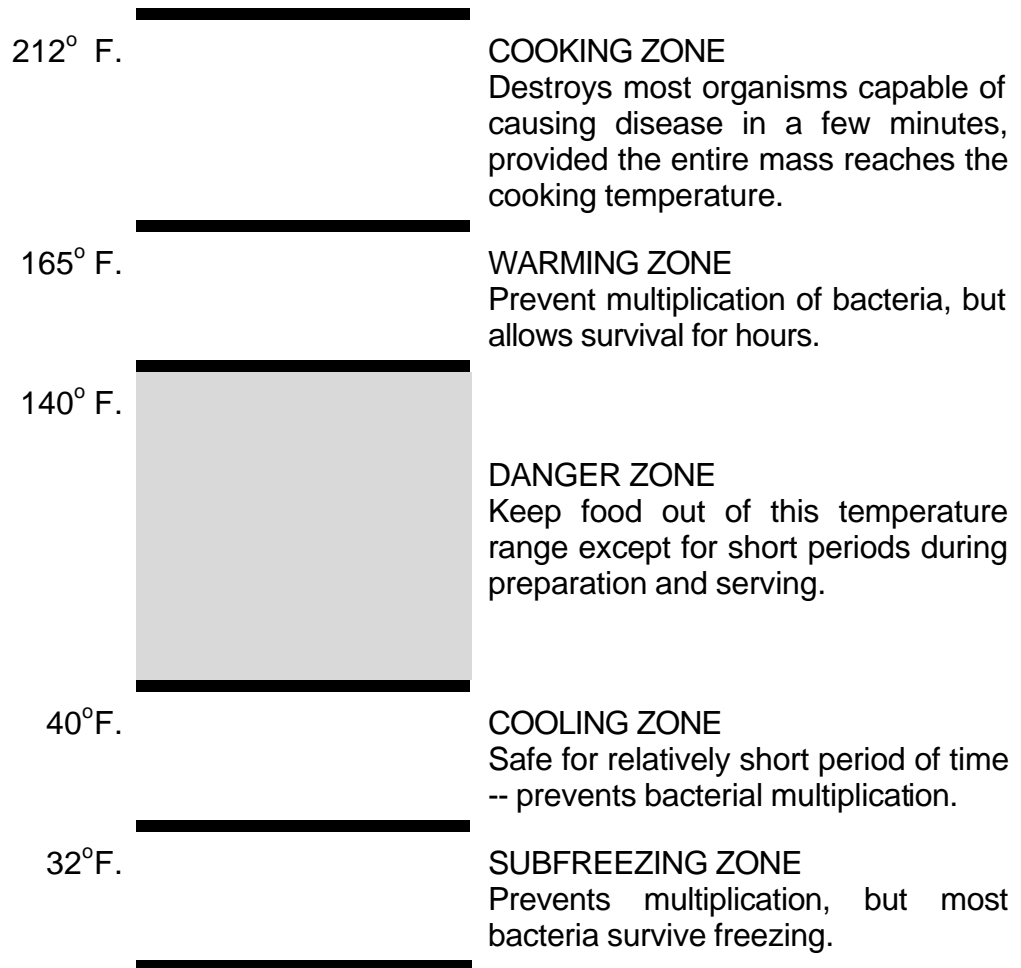 212° F. COOKING ZONE
Destroys most organisms capable of
causing disease in a few minutes,
provided the entire mass reaches the
cooking temperature.
165° F. WARMING ZONE
Prevent multiplication of bacteria, but
allows survival for hours.
140° F.
DANGER ZONE
Keep food out of this temperature
range except for short periods during
preparation and serving.
40°F. COOLING ZONE
Safe for relatively short period of time
-- prevents bacterial multiplication.
32°F. SUBFREEZING ZONE
Prevents multiplication, but most
bacteria survive freezing.